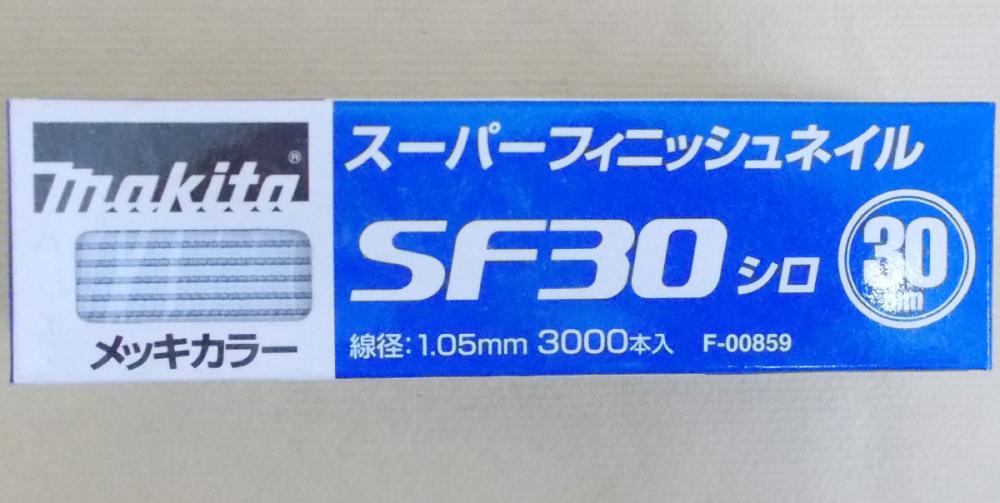 makita®
メッキカラー
スーパーフィニッシュネイル
SF30 シロ
30
mm
線径：1.05mm 3000本入 F-00859